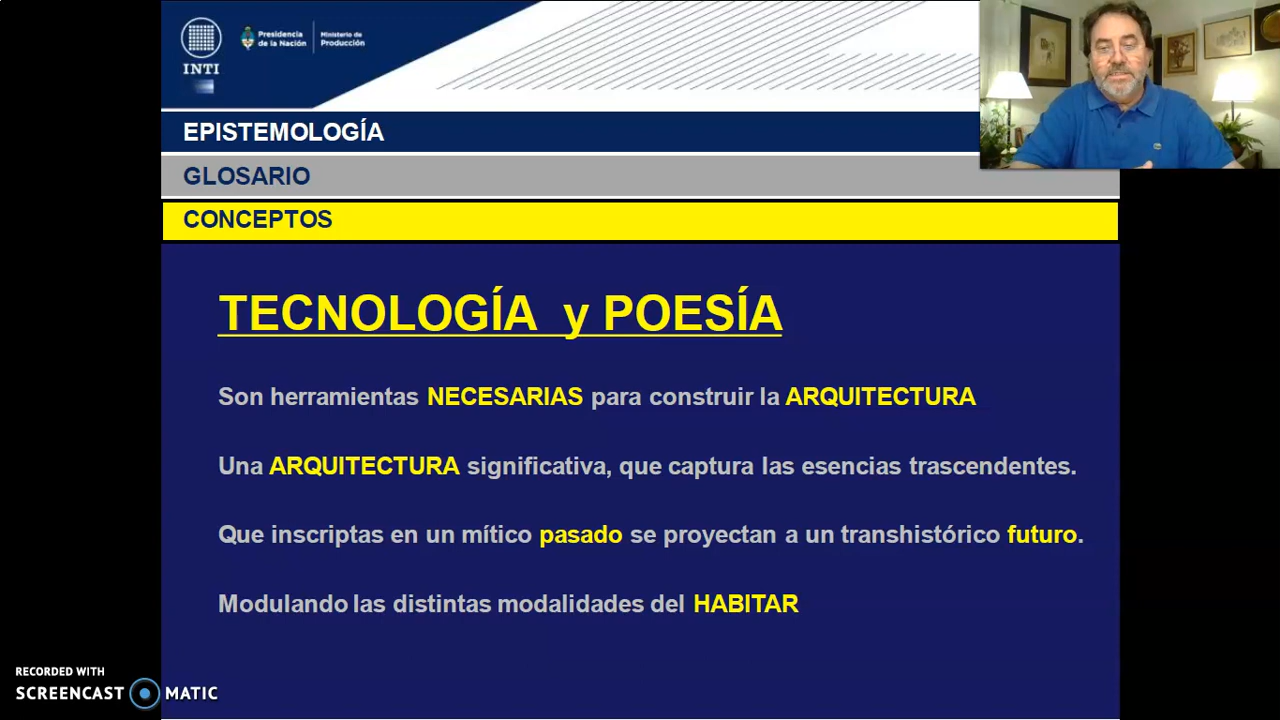 INTI
Presidencia
de la Nación
Ministerio de
Producción
EPISTEMOLOGÍA
GLOSARIO
CONCEPTOS
TECNOLOGÍA y POESÍA
Son herramientas NECESARIAS para construir la ARQUITECTURA
Una ARQUITECTURA significativa, que captura las esencias trascendentes.
Que inscriptas en un mítico pasado se proyectan a un transhistórico futuro.
Modulando las distintas modalidades del HABITAR
RECORDED WITH
SCREENCAST MATIC